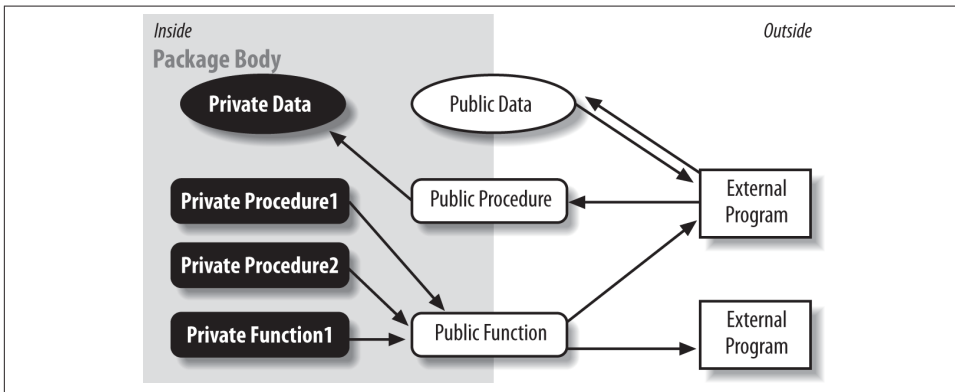 Inside
Outside
Package Body
Private Data
Public Data
Private Procedure1
Public Procedure
External
Program
Private Procedure2
Private Function1
Public Function
External
Program